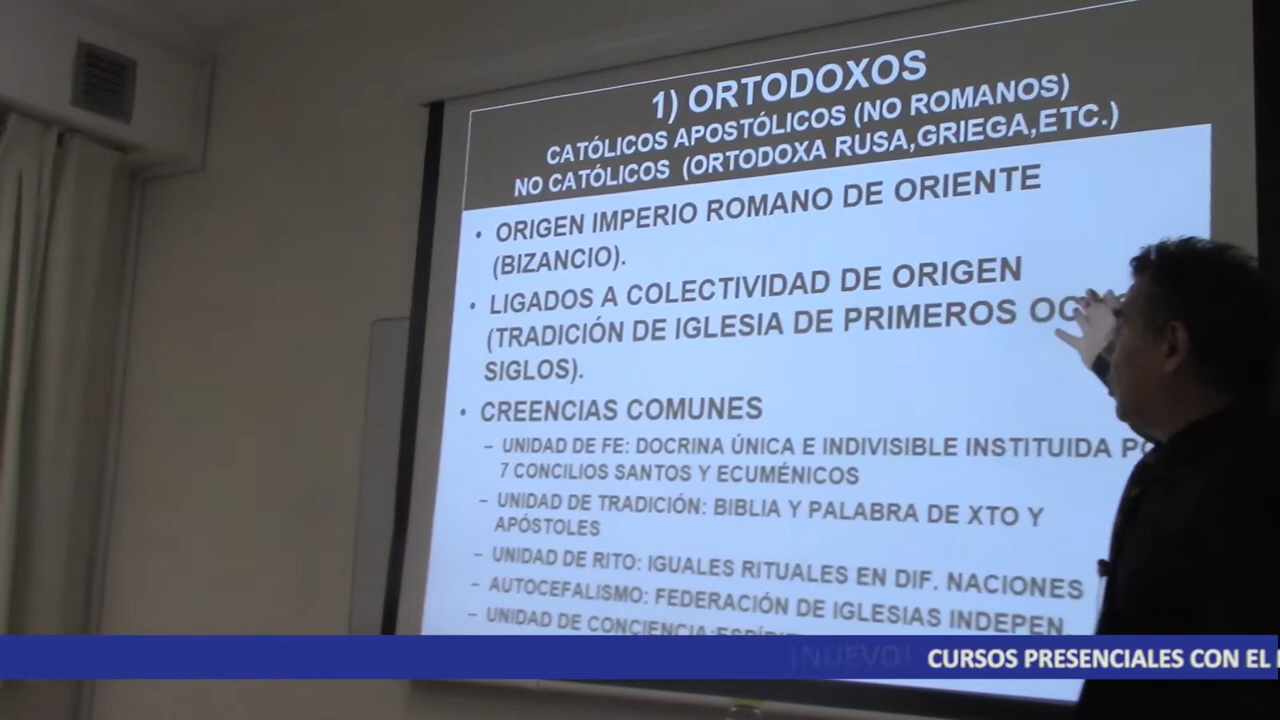 1) ORTODOXOS
CATÓLICOS APOSTÓLICOS (NO ROMANOS)
NO CATÓLICOS (ORTODOXA RUSA,GRIEGA,ETC.)
• ORIGEN IMPERIO ROMANO DE ORIENTE
(BIZANCIO).
• LIGADOS A COLECTIVIDAD DE ORIGEN
(TRADICIÓN DE IGLESIA DE PRIMEROS
SIGLOS).
• CREENCIAS COMUNES
– UNIDAD DE FE: DOCRINA ÚNICA E INDIVISIBLE INSTITUIDA
7 CONCILIOS SANTOS Y ECUMÉNICOS
– UNIDAD DE TRADICIÓN: BIBLIA Y PALABRA DE XTO Y
APÓSTOLES
– UNIDAD DE RITO: IGUALES RITUALES EN DIF. NACIONES
– AUTOCEFALISMO: FEDERACIÓN DE IGLESIAS INDEPEN.
– UNIDAD DE CONCIENCIA:
¡NUEVO! CURSOS PRESENCIALES CON EL